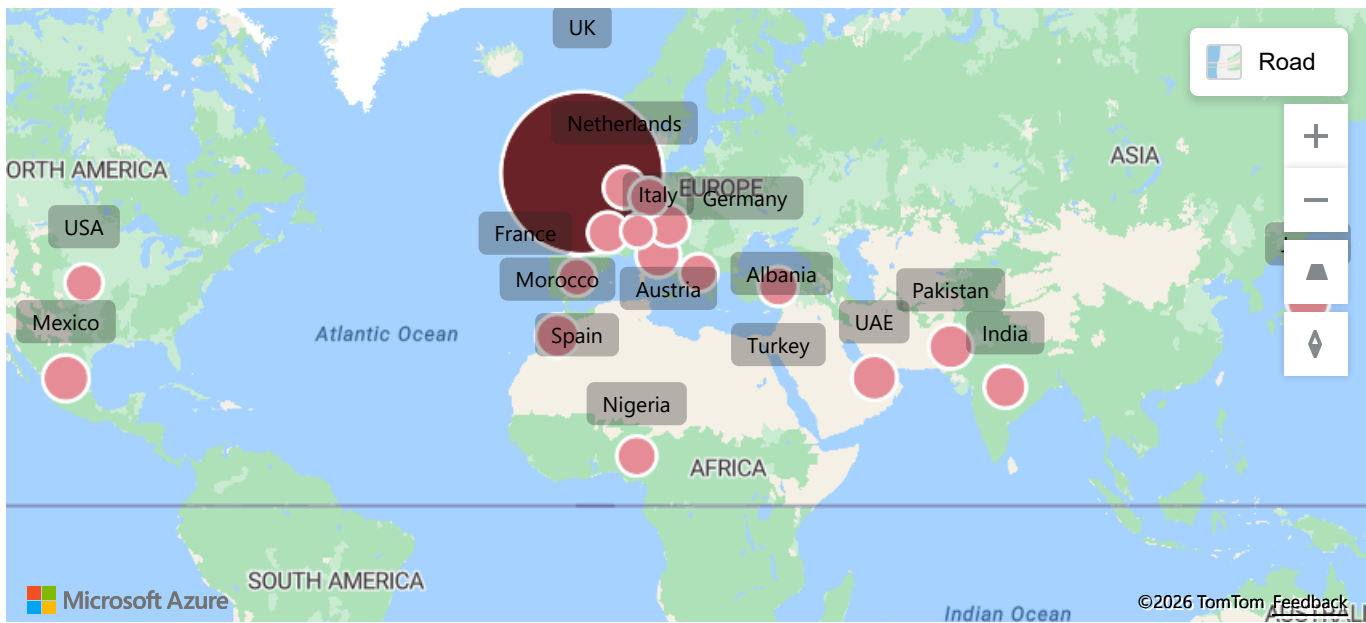 UK
Road
Netherlands
ASIA
ORTH AMERICA
EUROPE
Italy
Germany
USA
France
Morocco
Albania
Austria
Pakistan
Mexico
UAE
Atlantic Ocean
Spain
Turkey
India
Nigeria
AFRICA
SOUTH AMERICA
Microsoft Azure
©2026 TomTom Feedback
Indian Ocean
AUSTRALI